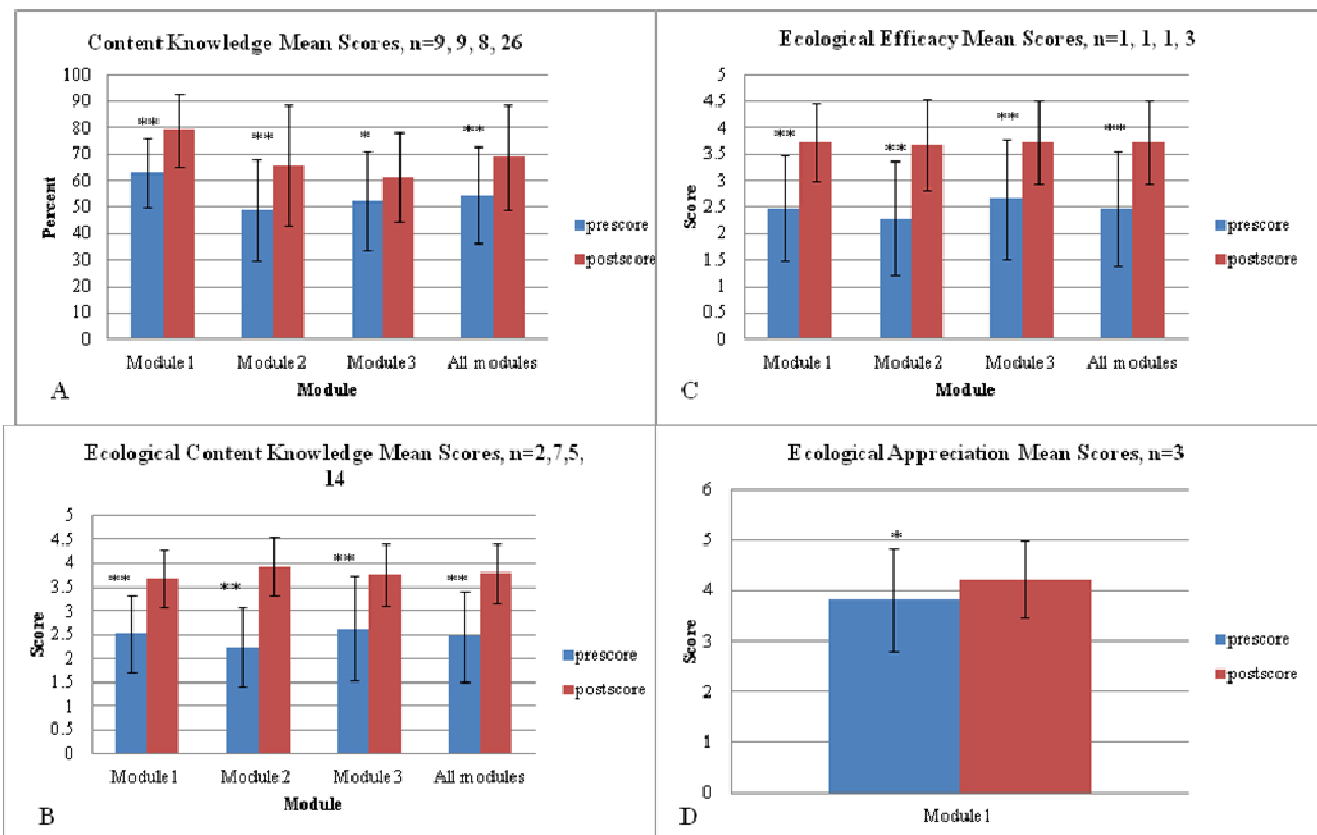 Content Knowledge Mean Scores, n=9, 9, 8, 26
100
90
80
70
60
50
40
30
20
10
0
Percent
**
**
*
**
prescore
postscore
Module 1
Module 2
Module 3
All modules
Module
A
Ecological Efficacy Mean Scores, n=1, 1, 1, 3
5
4.5
4
3.5
3
2.5
2
1.5
1
0.5
0
Score
**
**
**
**
prescore
postscore
Module 1
Module 2
Module 3
All modules
Module
C
Ecological Content Knowledge Mean Scores, n=2,7,5,
14
5
4.5
4
3.5
3
2.5
2
1.5
1
0.5
0
Score
**
**
**
**
prescore
postscore
Module 1
Module 2
Module 3
All modules
Module
B
Ecological Appreciation Mean Scores, n=3
6
5
4
3
2
1
0
Score
*
prescore
postscore
Module 1
D